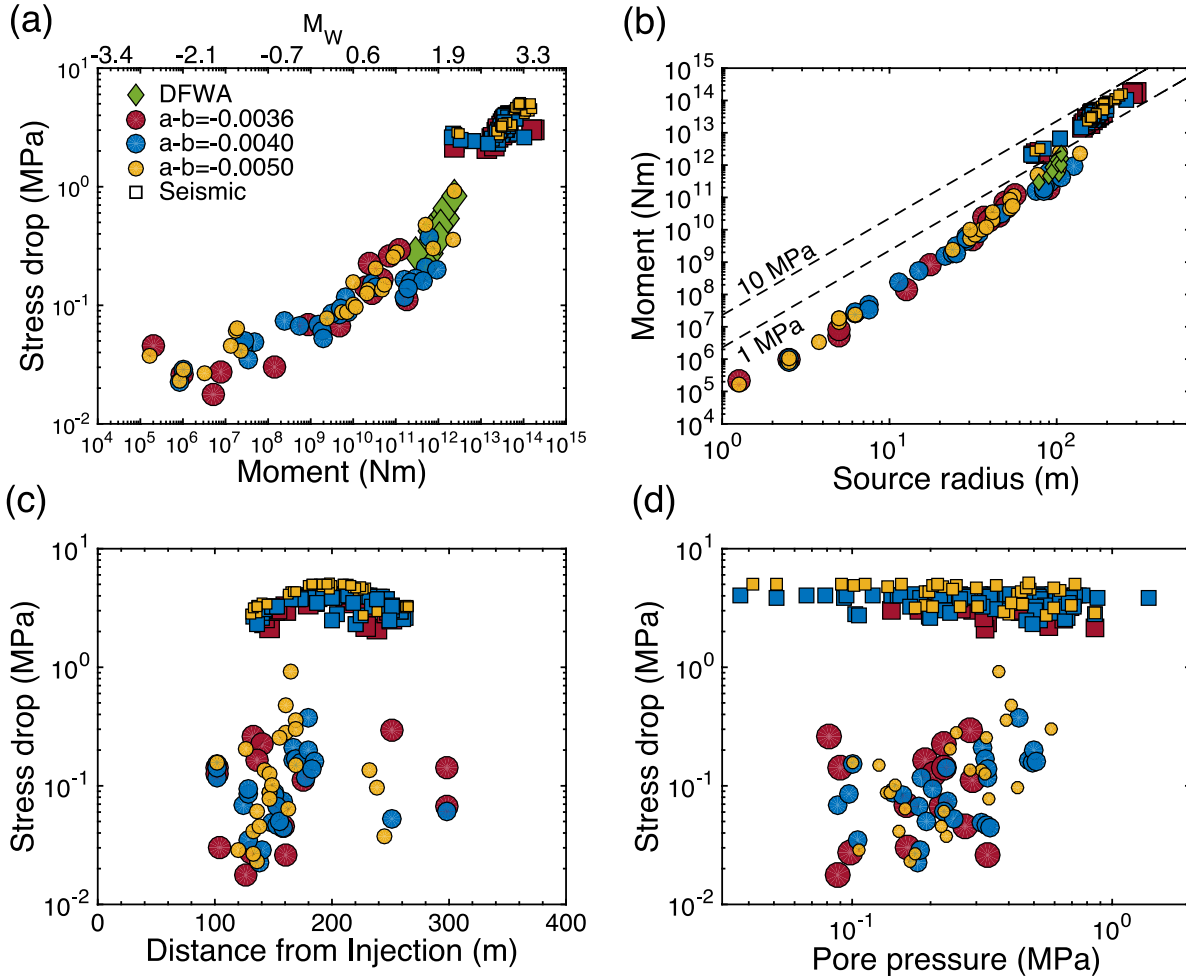 (a)
M_W
-3.4 -2.1 -0.7 0.6 1.9 3.3
10^1
10^0
10^-1
10^-2
Stress drop (MPa)
DFWA
a-b=-0.0036
a-b=-0.0040
a-b=-0.0050
Seismic
10^4 10^5 10^6 10^7 10^8 10^9 10^10 10^11 10^12 10^13 10^14 10^15
Moment (Nm)
(b)
10^15
10^14
10^13
10^12
10^11
10^10
10^9
10^8
10^7
10^6
10^5
10^4
Moment (Nm)
10 MPa
1 MPa
10^0 10^1 10^2
Source radius (m)
(c)
10^1
10^0
10^-1
10^-2
Stress drop (MPa)
0 100 200 300 400
Distance from Injection (m)
(d)
10^1
10^0
10^-1
10^-2
Stress drop (MPa)
10^-1 10^0
Pore pressure (MPa)